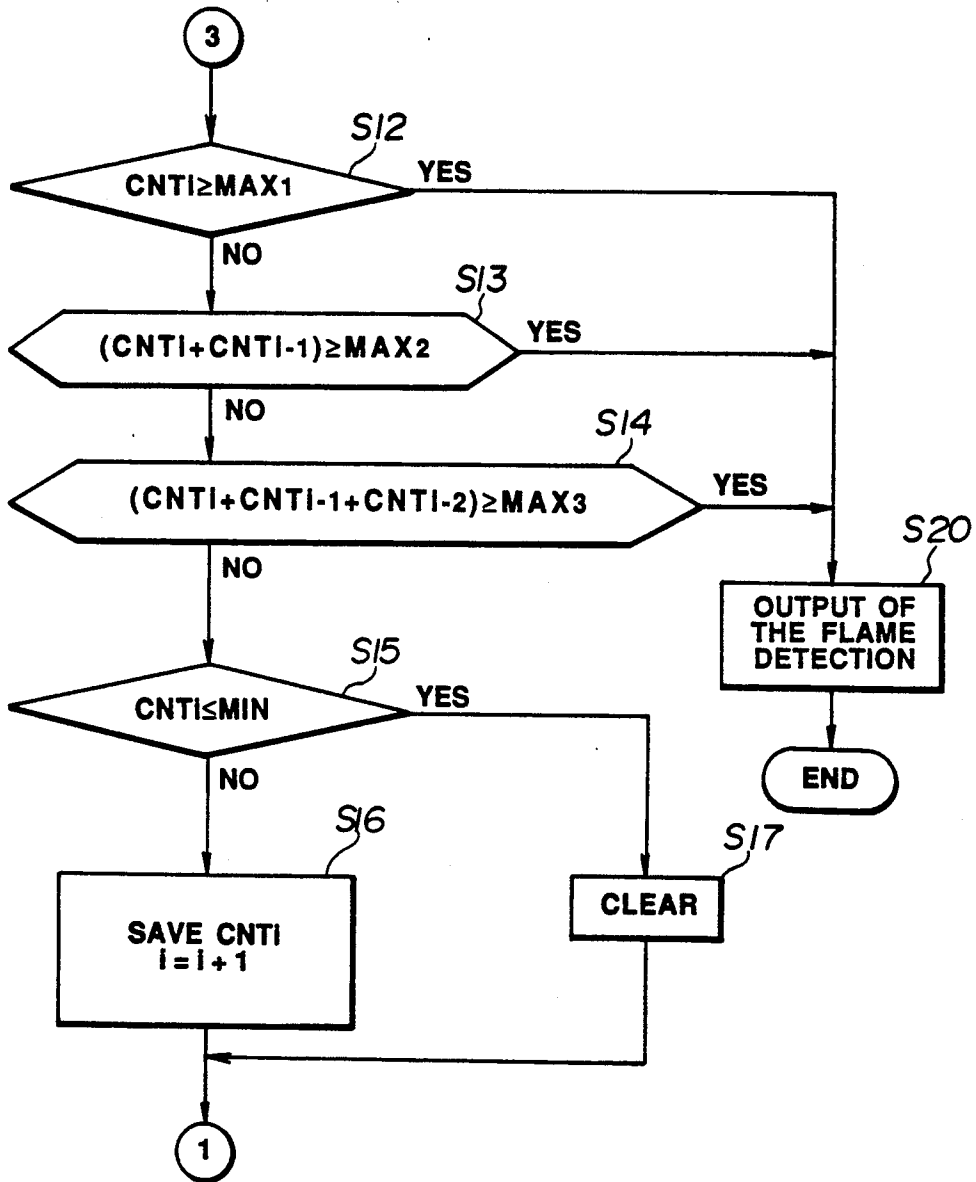 3
S12
CNTi≥MAX1
YES
NO
S13
(CNTi+CNTi-1)≥MAX2
YES
NO
S14
(CNTi+CNTi-1+CNTi-2)≥MAX3
YES
NO
S20
OUTPUT OF
THE FLAME
DETECTION
S15
CNTi≤MIN
YES
NO
END
S16
SAVE CNTi
i=i+1
S17
CLEAR
1